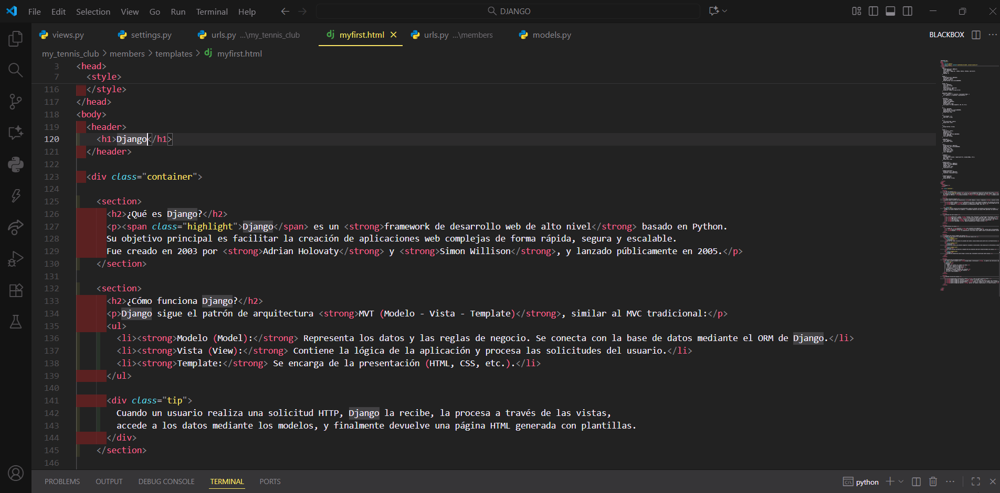 File Edit Selection View Go Run Terminal Help DJANGO
views.py settings.py urls.py ...\my_tennis_club myfirst.html urls.py ...\members models.py BLACKBOX
my_tennis_club > members > templates > myfirst.html
3 <head>
7 <style>
116 </style>
117 </head>
118 <body>
119 <header>
120 <h1>Django</h1>
121 </header>
122
123 <div class="container">
124
125 <section>
126 <h2>¿Qué es Django?</h2>
127 <p><span class="highlight">Django</span> es un <strong>framework de desarrollo web de alto nivel</strong> basado en Python.
128 Su objetivo principal es facilitar la creación de aplicaciones web complejas de forma rápida, segura y escalable.
129 Fue creado en 2003 por <strong>Adrian Holovaty</strong> y <strong>Simon Willison</strong>, y lanzado públicamente en 2005.</p>
130 </section>
131
132 <section>
133 <h2>¿Cómo funciona Django?</h2>
134 <p>Django sigue el patrón de arquitectura <strong>MVT (Modelo - Vista - Template)</strong>, similar al MVC tradicional:</p>
135 <ul>
136 <li><strong>Modelo (Model):</strong> Representa los datos y las reglas de negocio. Se conecta con la base de datos mediante el ORM de Django.</li>
137 <li><strong>Vista (View):</strong> Contiene la lógica de la aplicación y procesa las solicitudes del usuario.</li>
138 <li><strong>Template:</strong> Se encarga de la presentación (HTML, CSS, etc.).</li>
139 </ul>
140
141 <div class="tip">
142 Cuando un usuario realiza una solicitud HTTP, Django la recibe, la procesa a través de las vistas,
143 accede a los datos mediante los modelos, y finalmente devuelve una página HTML generada con plantillas.
144 </div>
145 </section>
146
PROBLEMS OUTPUT DEBUG CONSOLE TERMINAL PORTS python